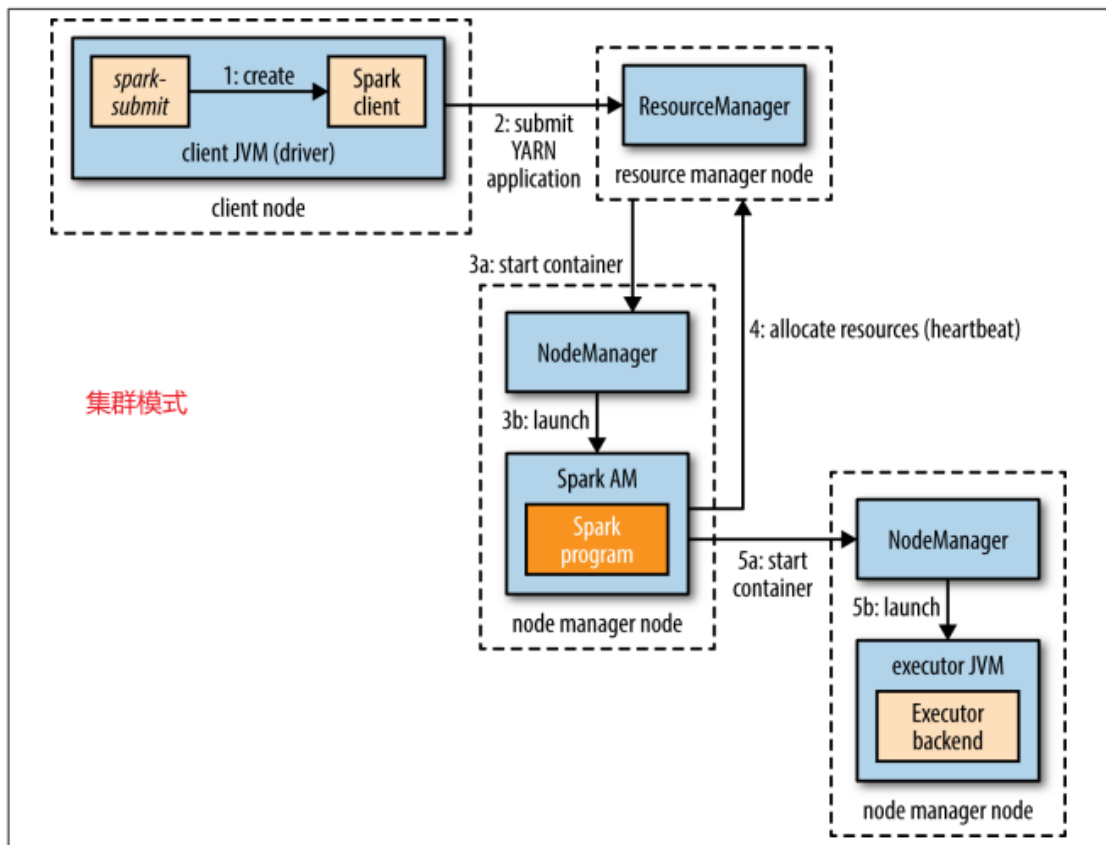 spark-
submit
1: create
Spark
client
client JVM (driver)
client node
2: submit
YARN
application
ResourceManager
resource manager node
3a: start container
4: allocate resources (heartbeat)
NodeManager
集群模式
3b: launch
Spark AM
Spark
program
node manager node
5a: start
container
NodeManager
5b: launch
executor JVM
Executor
backend
node manager node